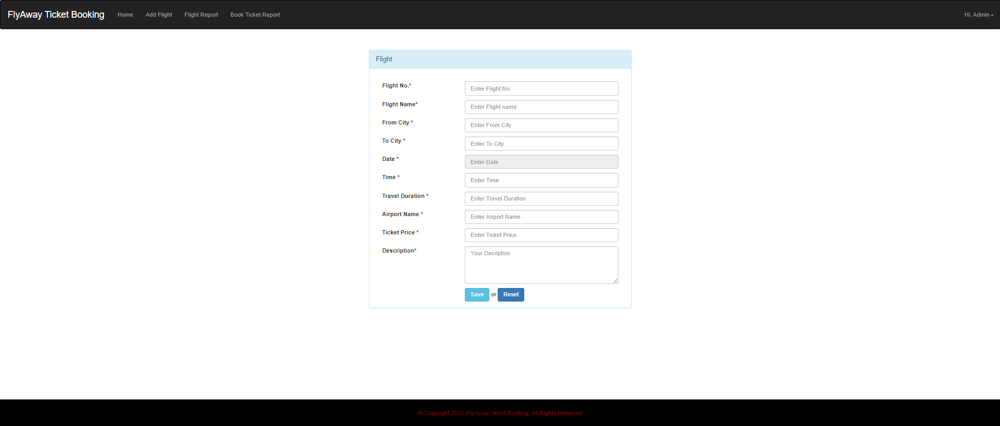 FlyAway Ticket Booking Home Add Flight Flight Report Book Ticket Report Hi, Admin
Flight
Flight No.* Enter Flight No.
Flight Name* Enter Flight name
From City * Enter From City
To City * Enter To City
Date * Enter Date
Time * Enter Time
Travel Duration * Enter Travel Duration
Airport Name * Enter Airport Name
Ticket Price * Enter Ticket Price
Description* Your Decription
Save or Reset
© Copyright 2020 |FlyAway Ticket Booking| All Rights Reserved